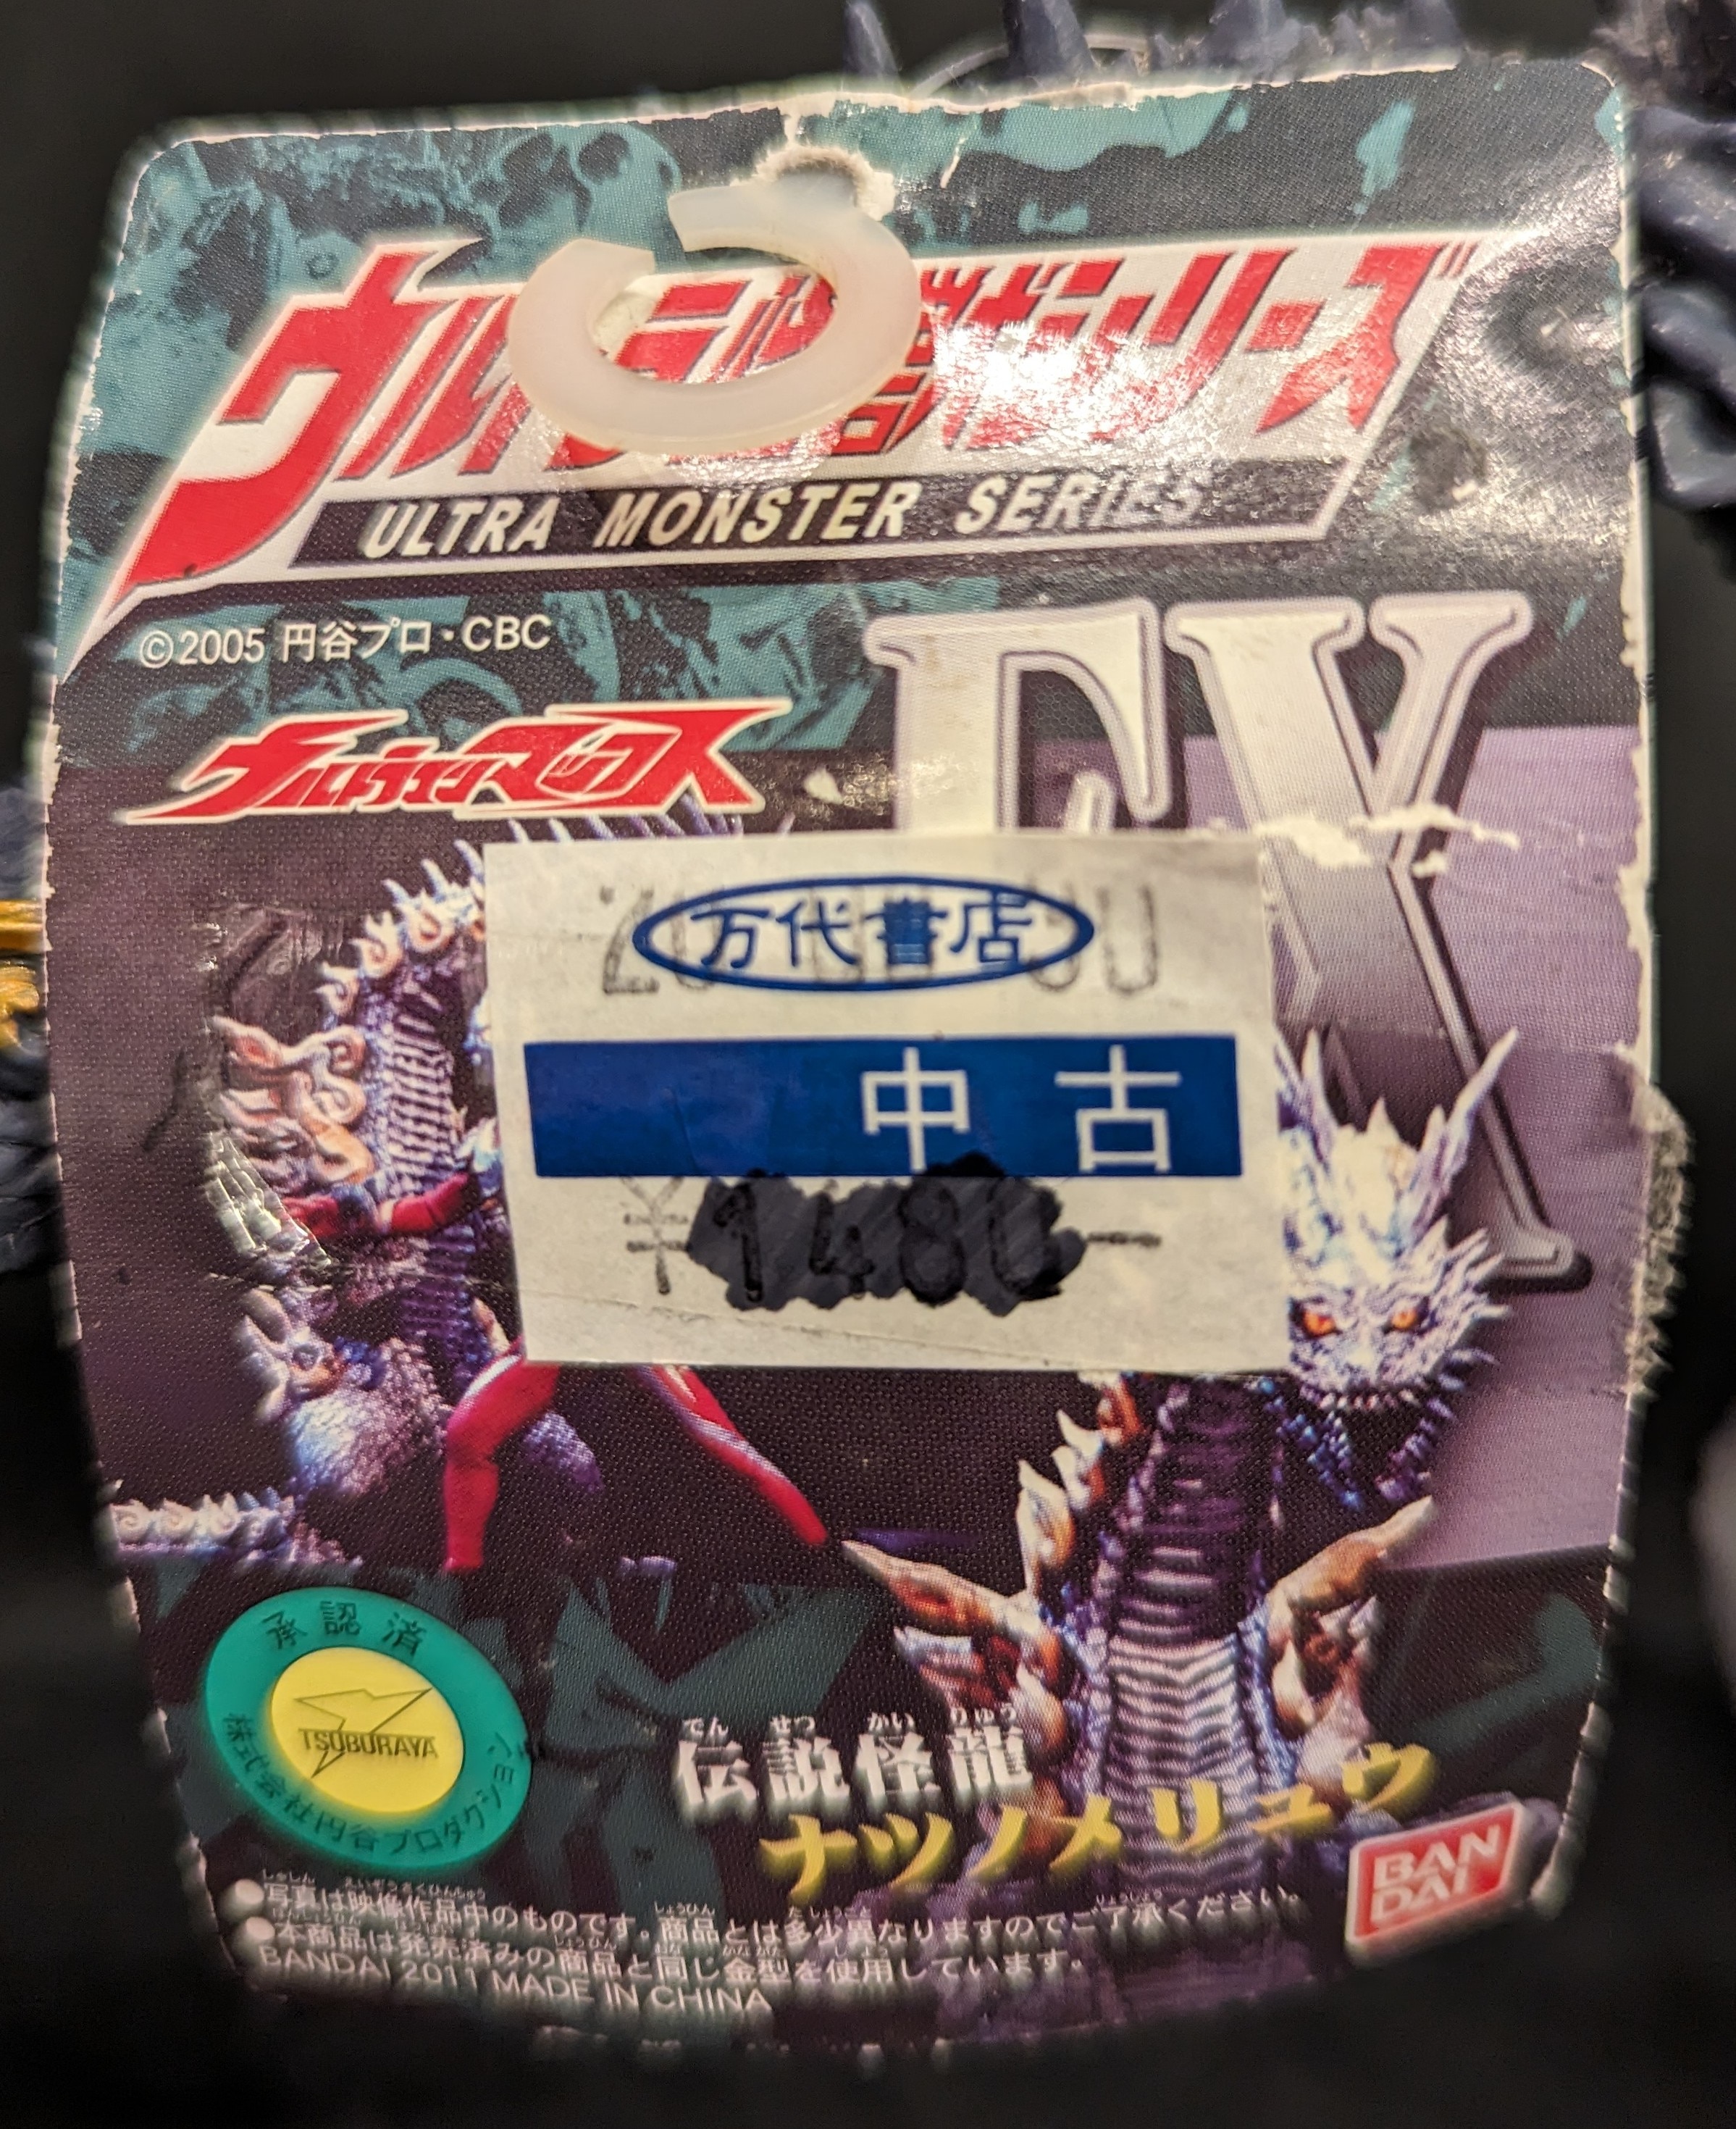 ウルトラ怪獣シリーズ
ULTRA MONSTER SERIES
©2005 円谷プロ・CBC
EX
ウルトラマンマックス
万代書店
中古
¥1480
承認済
TSUBURAYA
株式会社円谷プロダクション
でんせつかいりゅう
伝説怪龍
ナツノメリュウ
BAN
DAI
●写真は映像作品中のものです。商品とは多少異なりますのでご了承ください。
●本商品は発売済みの商品と同じ金型を使用しています。
BANDAI 2011 MADE IN CHINA